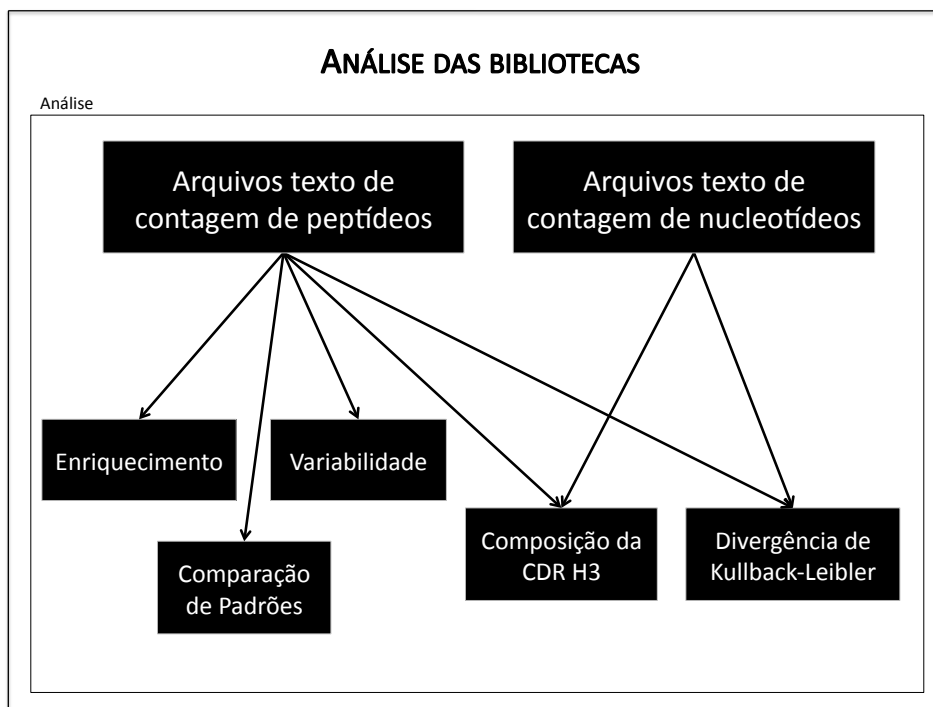 ANÁLISE DAS BIBLIOTECAS
Análise
Arquivos texto de
contagem de peptídeos
Arquivos texto de
contagem de nucleotídeos
Enriquecimento
Variabilidade
Comparação
de Padrões
Composição da
CDR H3
Divergência de
Kullback-Leibler